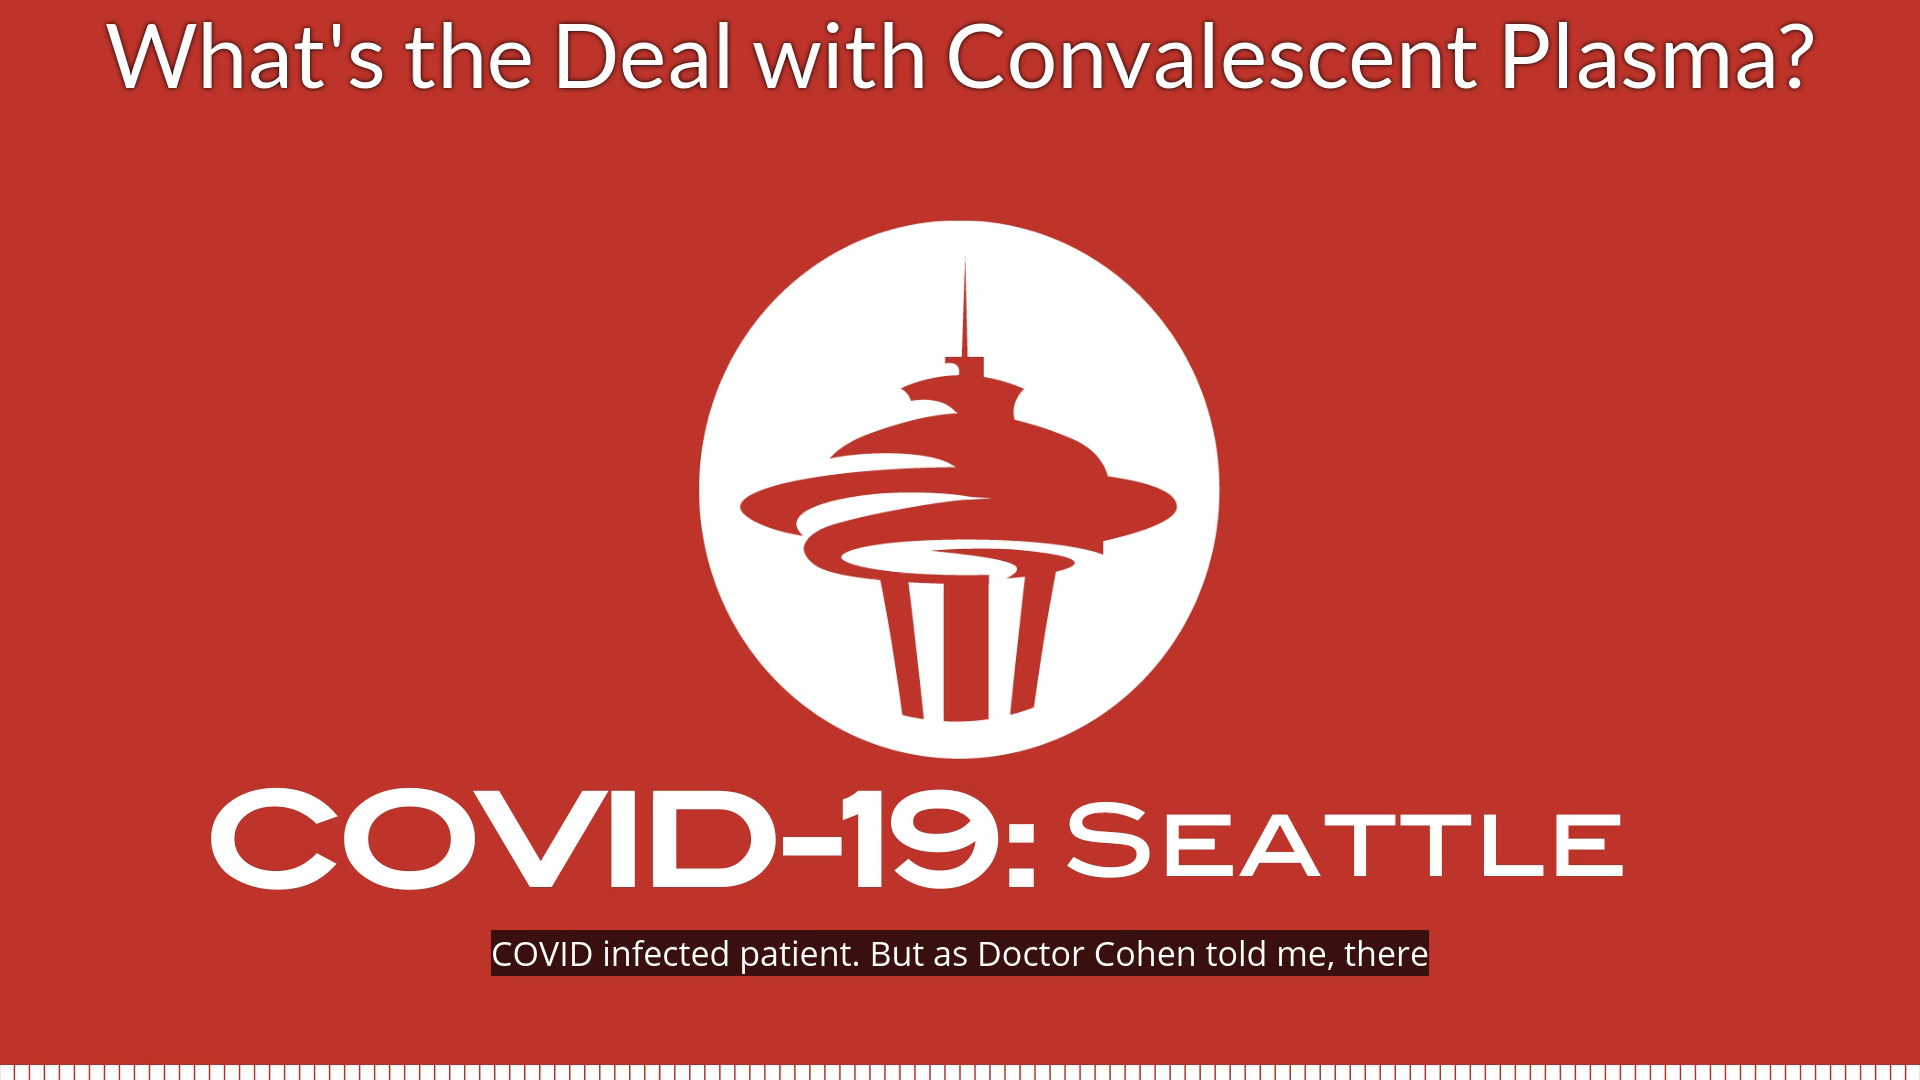 What's the Deal with Convalescent Plasma?
COVID-19: SEATTLE
COVID infected patient. But as Doctor Cohen told me, there